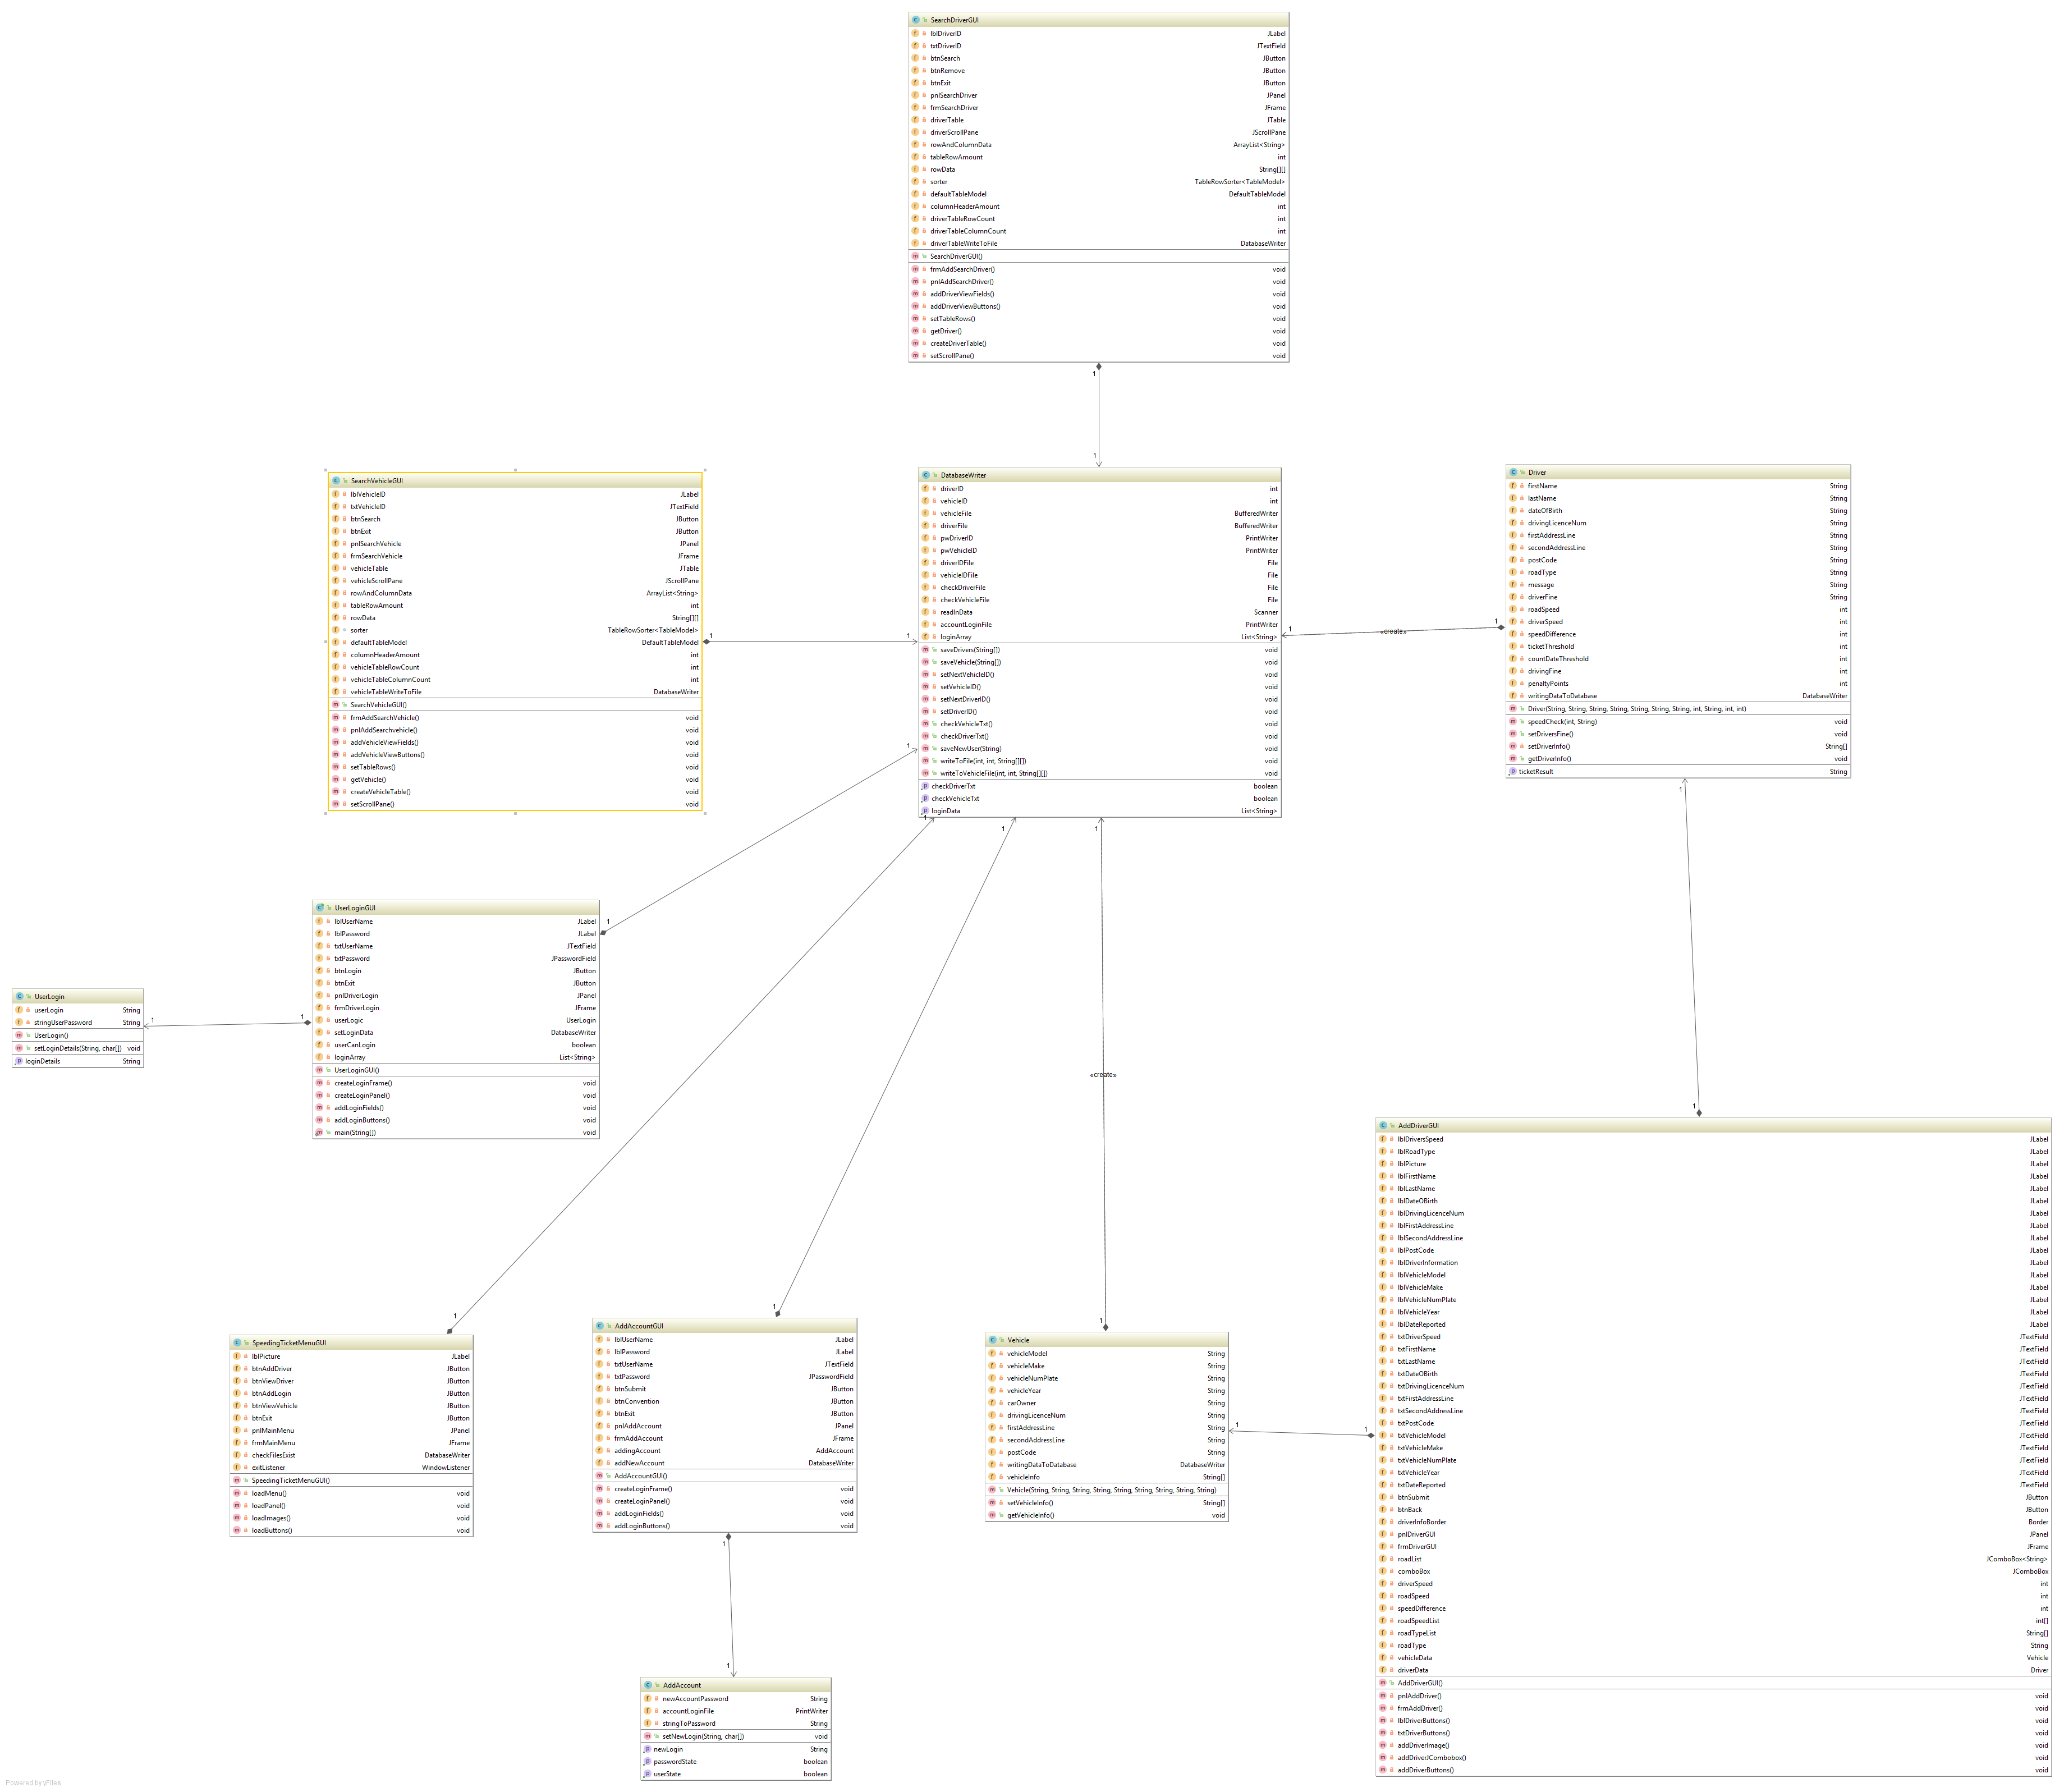 SearchDriverGUI
lblDriverID JLabel
txtDriverID JTextField
btnSearch JButton
btnRemove JButton
btnExit JButton
pnlSearchDriver JPanel
frmSearchDriver JFrame
driverTable JTable
driverScrollPane JScrollPane
rowAndColumnData ArrayList<String>
tableRowAmount int
rowData String[][]
sorter TableRowSorter<TableModel>
defaultTableModel DefaultTableModel
columnHeaderAmount int
driverTableRowCount int
driverTableColumnCount int
driverTableWriteToFile DatabaseWriter
SearchDriverGUI()
frmAddSearchDriver() void
pnlAddSearchDriver() void
addDriverViewFields() void
addDriverViewButtons() void
setTableRows() void
getDriver() void
createDriverTable() void
setScrollPane() void
1
1
SearchVehicleGUI
lblVehicleID JLabel
txtVehicleID JTextField
btnSearch JButton
btnExit JButton
pnlSearchVehicle JPanel
frmSearchVehicle JFrame
vehicleTable JTable
vehicleScrollPane JScrollPane
rowAndColumnData ArrayList<String>
tableRowAmount int
rowData String[][]
sorter TableRowSorter<TableModel>
defaultTableModel DefaultTableModel
columnHeaderAmount int
vehicleTableRowCount int
vehicleTableColumnCount int
vehicleTableWriteToFile DatabaseWriter
SearchVehicleGUI()
frmAddSearchVehicle() void
pnlAddSearchvehicle() void
addVehicleViewFields() void
addVehicleViewButtons() void
setTableRows() void
getVehicle() void
createVehicleTable() void
setScrollPane() void
1
1
DatabaseWriter
driverID int
vehicleID int
vehicleFile BufferedWriter
driverFile BufferedWriter
pwDriverID PrintWriter
pwVehicleID PrintWriter
driverIDFile File
vehicleIDFile File
checkDriverFile File
checkVehicleFile File
readInData Scanner
accountLoginFile PrintWriter
loginArray List<String>
saveDrivers(String[]) void
saveVehicle(String[]) void
setNextVehicleID() void
setVehicleID() void
setNextDriverID() void
setDriverID() void
checkVehicleTxt() void
checkDriverTxt() void
saveNewUser(String) void
writeToFile(int, int, String[][]) void
writeToVehicleFile(int, int, String[][]) void
checkDriverTxt boolean
checkVehicleTxt boolean
loginData List<String>
1
«create»
1
Driver
firstName String
lastName String
dateOfBirth String
drivingLicenceNum String
firstAddressLine String
secondAddressLine String
postCode String
roadType String
message String
driverFine String
roadSpeed int
driverSpeed int
speedDifference int
ticketThreshold int
countDateThreshold int
drivingFine int
penaltyPoints int
writingDataToDatabase DatabaseWriter
Driver(String, String, String, String, String, String, String, int, String, int, int)
speedCheck(int, String) void
setDriversFine() void
setDriverInfo() String[]
getDriverInfo() void
ticketResult String
1
1
1
1
1
UserLoginGUI
lblUserName JLabel
lblPassword JLabel
txtUserName JTextField
txtPassword JPasswordField
btnLogin JButton
btnExit JButton
pnlDriverLogin JPanel
frmDriverLogin JFrame
userLogic UserLogin
setLoginData DatabaseWriter
userCanLogin boolean
loginArray List<String>
UserLoginGUI()
createLoginFrame() void
createLoginPanel() void
addLoginFields() void
addLoginButtons() void
main(String[]) void
1
UserLogin
userLogin String
stringUserPassword String
UserLogin()
setLoginDetails(String, char[]) void
loginDetails String
1
1
«create»
1
AddDriverGUI
lblDriversSpeed JLabel
lblRoadType JLabel
lblPicture JLabel
lblFirstName JLabel
lblLastName JLabel
lblDateOBirth JLabel
lblDrivingLicenceNum JLabel
lblFirstAddressLine JLabel
lblSecondAddressLine JLabel
lblPostCode JLabel
lblDriverInformation JLabel
lblVehicleModel JLabel
lblVehicleMake JLabel
lblVehicleNumPlate JLabel
lblVehicleYear JLabel
lblDateReported JLabel
txtDriverSpeed JTextField
txtFirstName JTextField
txtLastName JTextField
txtDateOBirth JTextField
txtDrivingLicenceNum JTextField
txtFirstAddressLine JTextField
txtSecondAddressLine JTextField
txtPostCode JTextField
txtVehicleModel JTextField
txtVehicleMake JTextField
txtVehicleNumPlate JTextField
txtVehicleYear JTextField
txtDateReported JTextField
btnSubmit JButton
btnBack JButton
driverInfoBorder Border
pnlDriverGUI JPanel
frmDriverGUI JFrame
roadList JComboBox<String>
comboBox JComboBox
driverSpeed int
roadSpeed int
speedDifference int
roadSpeedList int[]
roadTypeList String[]
roadType String
vehicleData Vehicle
driverData Driver
AddDriverGUI()
pnlAddDriver() void
frmAddDriver() void
lblDriverButtons() void
txtDriverButtons() void
addDriverImage() void
addDriverJCombobox() void
addDriverButtons() void
1
SpeedingTicketMenuGUI
lblPicture JLabel
btnAddDriver JButton
btnViewDriver JButton
btnAddLogin JButton
btnViewVehicle JButton
btnExit JButton
pnlMainMenu JPanel
frmMainMenu JFrame
checkFilesExist DatabaseWriter
exitListener WindowListener
SpeedingTicketMenuGUI()
loadMenu() void
loadPanel() void
loadImages() void
loadButtons() void
1
AddAccountGUI
lblUserName JLabel
lblPassword JLabel
txtUserName JTextField
txtPassword JPasswordField
btnSubmit JButton
btnConvention JButton
btnExit JButton
pnlAddAccount JPanel
frmAddAccount JFrame
addingAccount AddAccount
addNewAccount DatabaseWriter
AddAccountGUI()
createLoginFrame() void
createLoginPanel() void
addLoginFields() void
addLoginButtons() void
1
1
Vehicle
vehicleModel String
vehicleMake String
vehicleNumPlate String
vehicleYear String
carOwner String
drivingLicenceNum String
firstAddressLine String
secondAddressLine String
postCode String
writingDataToDatabase DatabaseWriter
vehicleInfo String[]
Vehicle(String, String, String, String, String, String, String, String, String)
setVehicleInfo() String[]
getVehicleInfo() void
1
1
1
AddAccount
newAccountPassword String
accountLoginFile PrintWriter
stringToPassword String
setNewLogin(String, char[]) void
newLogin String
passwordState boolean
userState boolean
Powered by yFiles